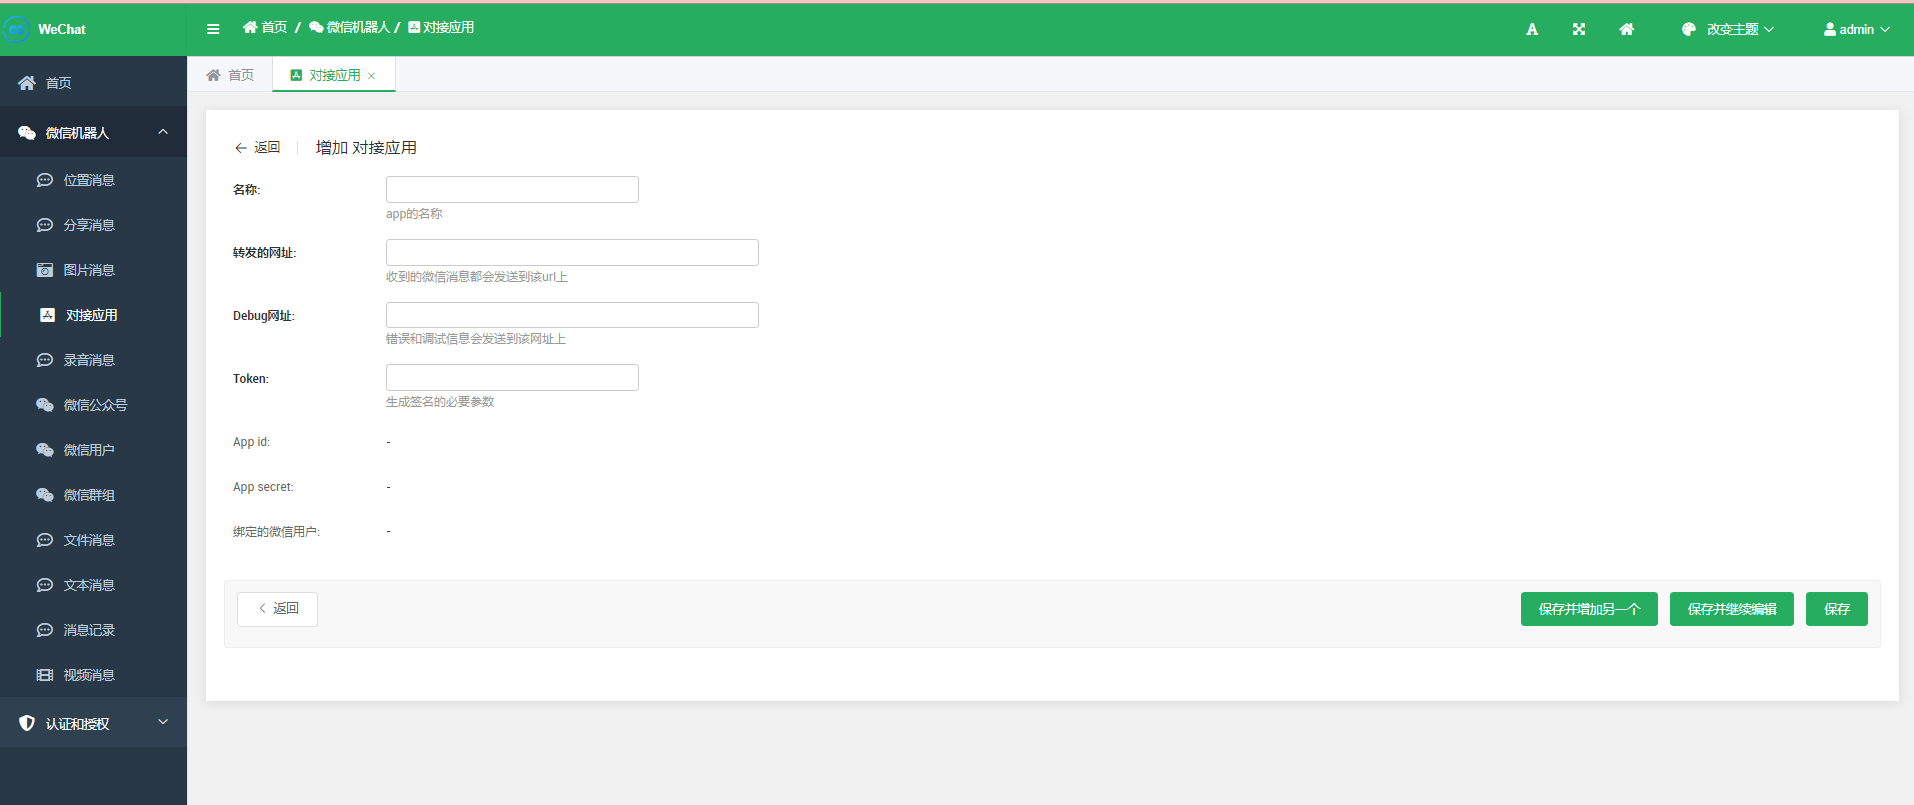 WeChat
首页 / 微信机器人 / 对接应用
改变主题
admin
首页
对接应用 ×
首页
微信机器人
位置消息
分享消息
图片消息
对接应用
录音消息
微信公众号
微信用户
微信群组
文件消息
文本消息
消息记录
视频消息
认证和授权
返回
增加 对接应用
名称:
app的名称
转发的网址:
收到的微信消息都会发送到该url上
Debug网址:
错误和调试信息会发送到该网址上
Token:
生成签名的必要参数
App id: -
App secret: -
绑定的微信用户: -
返回
保存并增加另一个
保存并继续编辑
保存